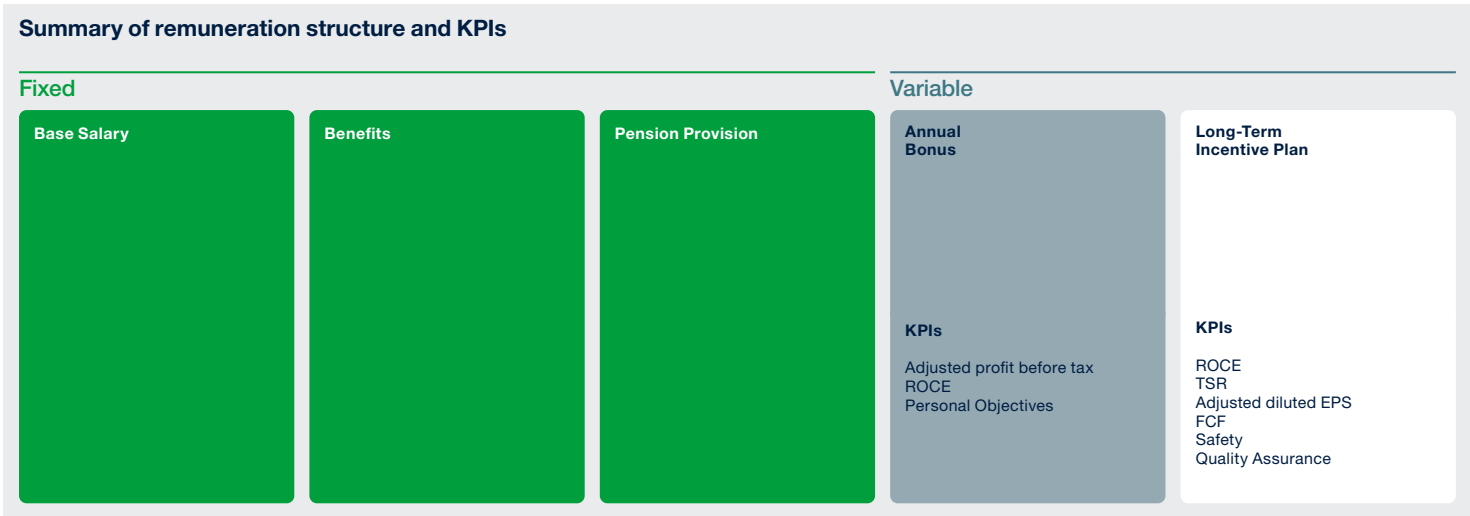 Summary of remuneration structure and KPIs
Fixed
Variable
Base Salary
Benefits
Pension Provision
Annual
Bonus
KPIs
Adjusted profit before tax
ROCE
Personal Objectives
Long-Term
Incentive Plan
KPIs
ROCE
TSR
Adjusted diluted EPS
FCF
Safety
Quality Assurance